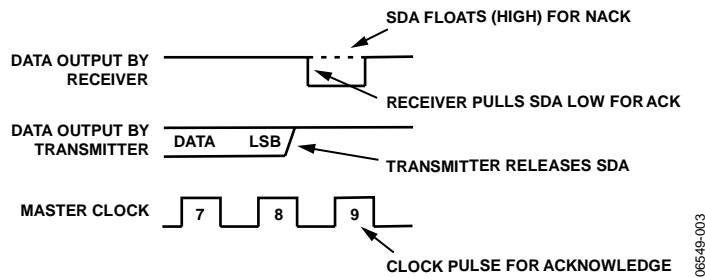 SDA FLOATS (HIGH) FOR NACK
DATA OUTPUT BY
RECEIVER
RECEIVER PULLS SDA LOW FOR ACK
DATA OUTPUT BY
TRANSMITTER
DATA LSB
TRANSMITTER RELEASES SDA
MASTER CLOCK
7 8 9
CLOCK PULSE FOR ACKNOWLEDGE
06549-003